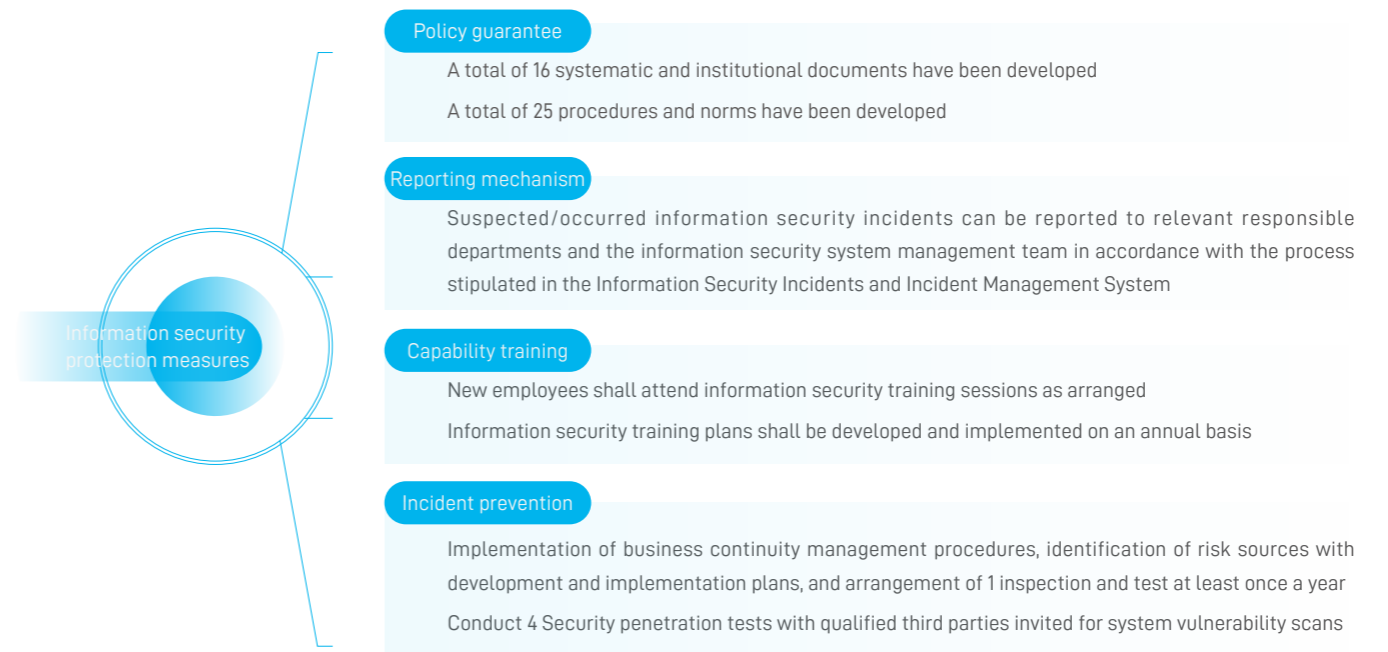 Policy guarantee
A total of 16 systematic and institutional documents have been developed
A total of 25 procedures and norms have been developed
Reporting mechanism
Suspected/occurred information security incidents can be reported to relevant responsible
departments and the information security system management team in accordance with the process
stipulated in the Information Security Incidents and Incident Management System
Information security
protection measures
Capability training
New employees shall attend information security training sessions as arranged
Information security training plans shall be developed and implemented on an annual basis
Incident prevention
Implementation of business continuity management procedures, identification of risk sources with
development and implementation plans, and arrangement of 1 inspection and test at least once a year
Conduct 4 Security penetration tests with qualified third parties invited for system vulnerability scans